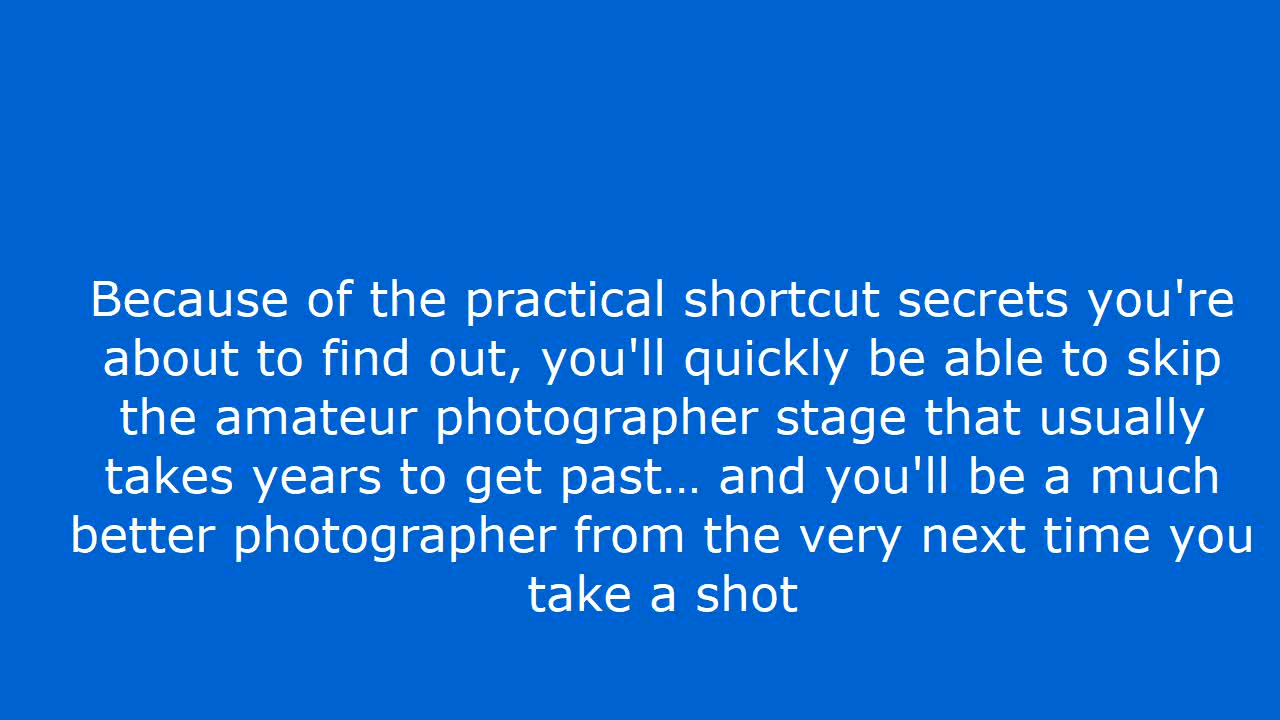 Because of the practical shortcut secrets you're
about to find out, you'll quickly be able to skip
the amateur photographer stage that usually
takes years to get past… and you'll be a much
better photographer from the very next time you
take a shot